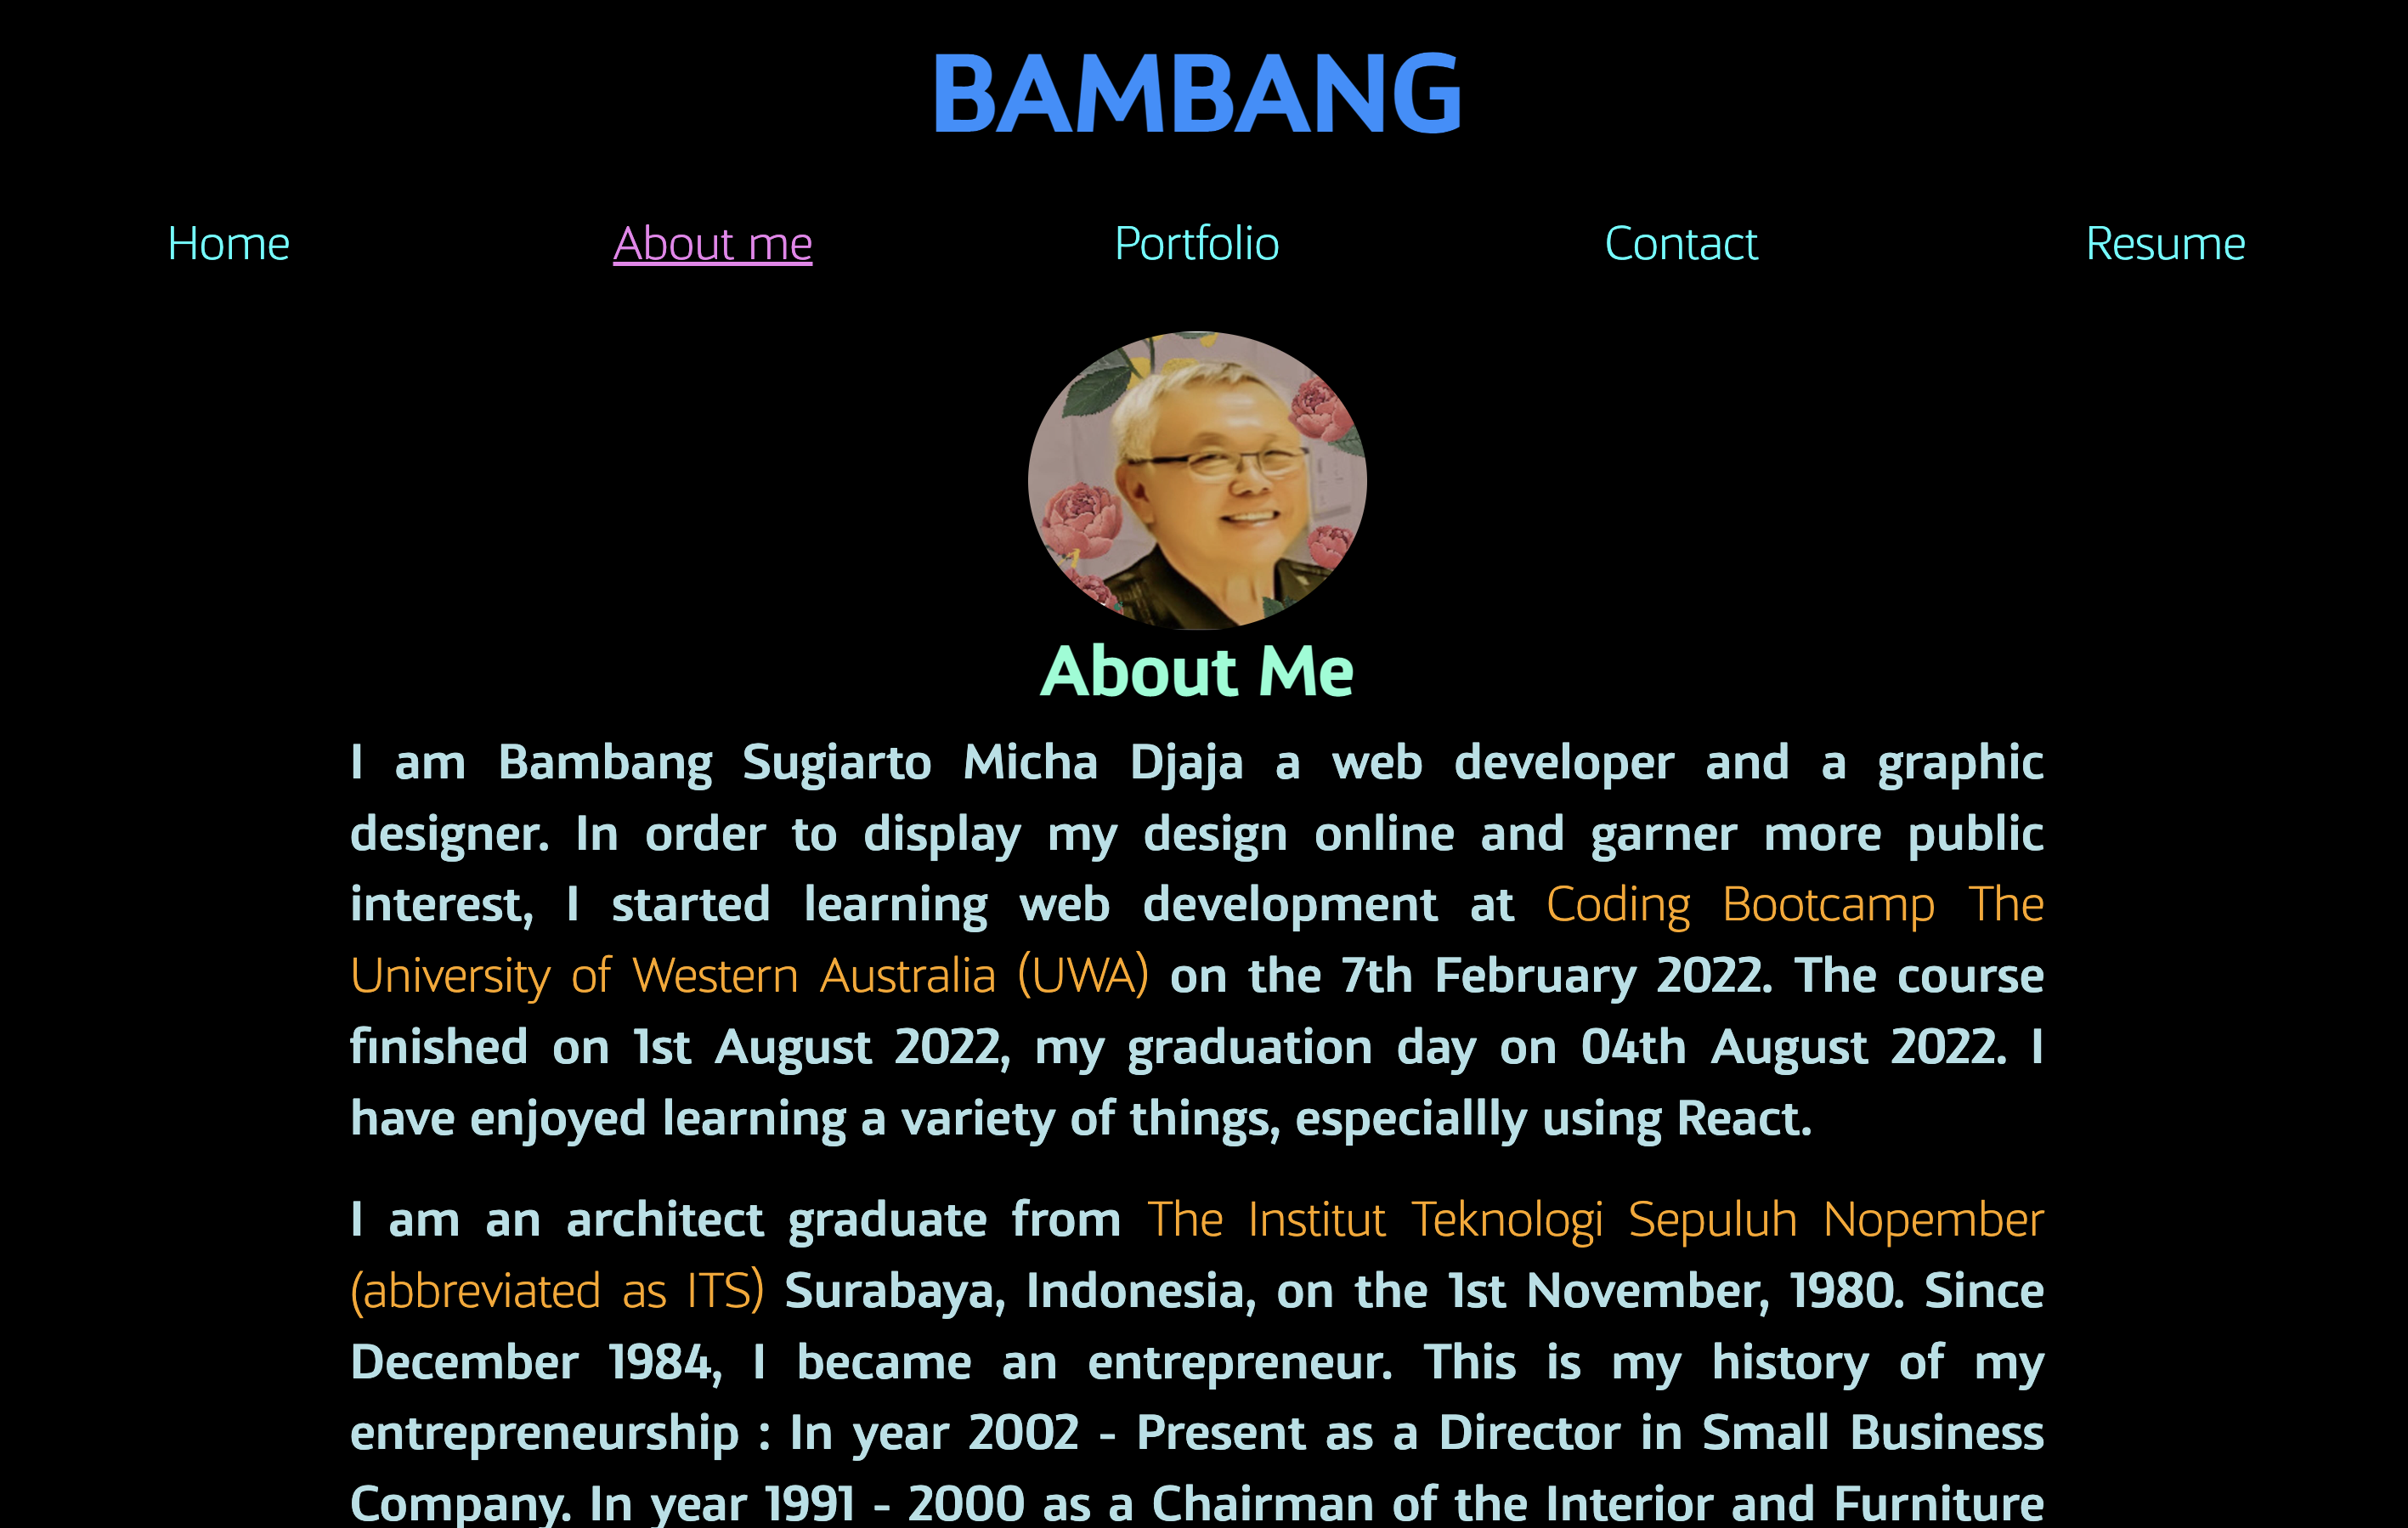 BAMBANG
Home About me Portfolio Contact Resume
About Me
I am Bambang Sugiarto Micha Djaja a web developer and a graphic
designer. In order to display my design online and garner more public
interest, I started learning web development at Coding Bootcamp The
University of Western Australia (UWA) on the 7th February 2022. The course
finished on 1st August 2022, my graduation day on 04th August 2022. I
have enjoyed learning a variety of things, especiallly using React.
I am an architect graduate from The Institut Teknologi Sepuluh Nopember
(abbreviated as ITS) Surabaya, Indonesia, on the 1st November, 1980. Since
December 1984, I became an entrepreneur. This is my history of my
entrepreneurship : In year 2002 - Present as a Director in Small Business
Company. In year 1991 - 2000 as a Chairman of the Interior and Furniture